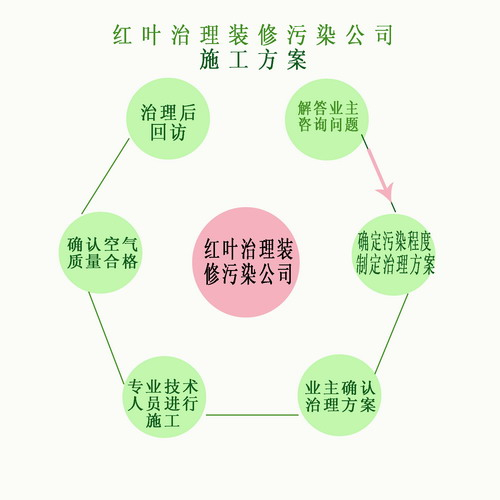 红叶治理装修污染公司
施工方案
解答业主
咨询问题
确定污染程度
制定治理方案
业主确认
治理方案
专业技术
人员进行
施工
确认空气
质量合格
治理后
回访
红叶治理装
修污染公司